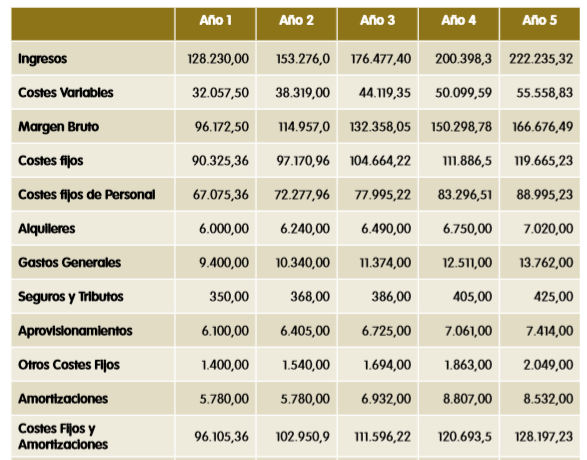 Año 1 Año 2 Año 3 Año 4 Año 5
Ingresos 128.230,00 153.276,0 176.477,40 200.398,3 222.235,32
Costes Variables 32.057,50 38.319,00 44.119,35 50.099,59 55.558,83
Margen Bruto 96.172,50 114.957,0 132.358,05 150.298,78 166.676,49
Costes fijos 90.325,36 97.170,96 104.664,22 111.886,5 119.665,23
Costes fijos de Personal 67.075,36 72.277,96 77.995,22 83.296,51 88.995,23
Alquileres 6.000,00 6.240,00 6.490,00 6.750,00 7.020,00
Gastos Generales 9.400,00 10.340,00 11.374,00 12.511,00 13.762,00
Seguros y Tributos 350,00 368,00 386,00 405,00 425,00
Aprovisionamientos 6.100,00 6.405,00 6.725,00 7.061,00 7.414,00
Otros Costes Fijos 1.400,00 1.540,00 1.694,00 1.863,00 2.049,00
Amortizaciones 5.780,00 5.780,00 6.932,00 8.807,00 8.532,00
Costes Fijos y
Amortizaciones 96.105,36 102.950,9 111.596,22 120.693,5 128.197,23